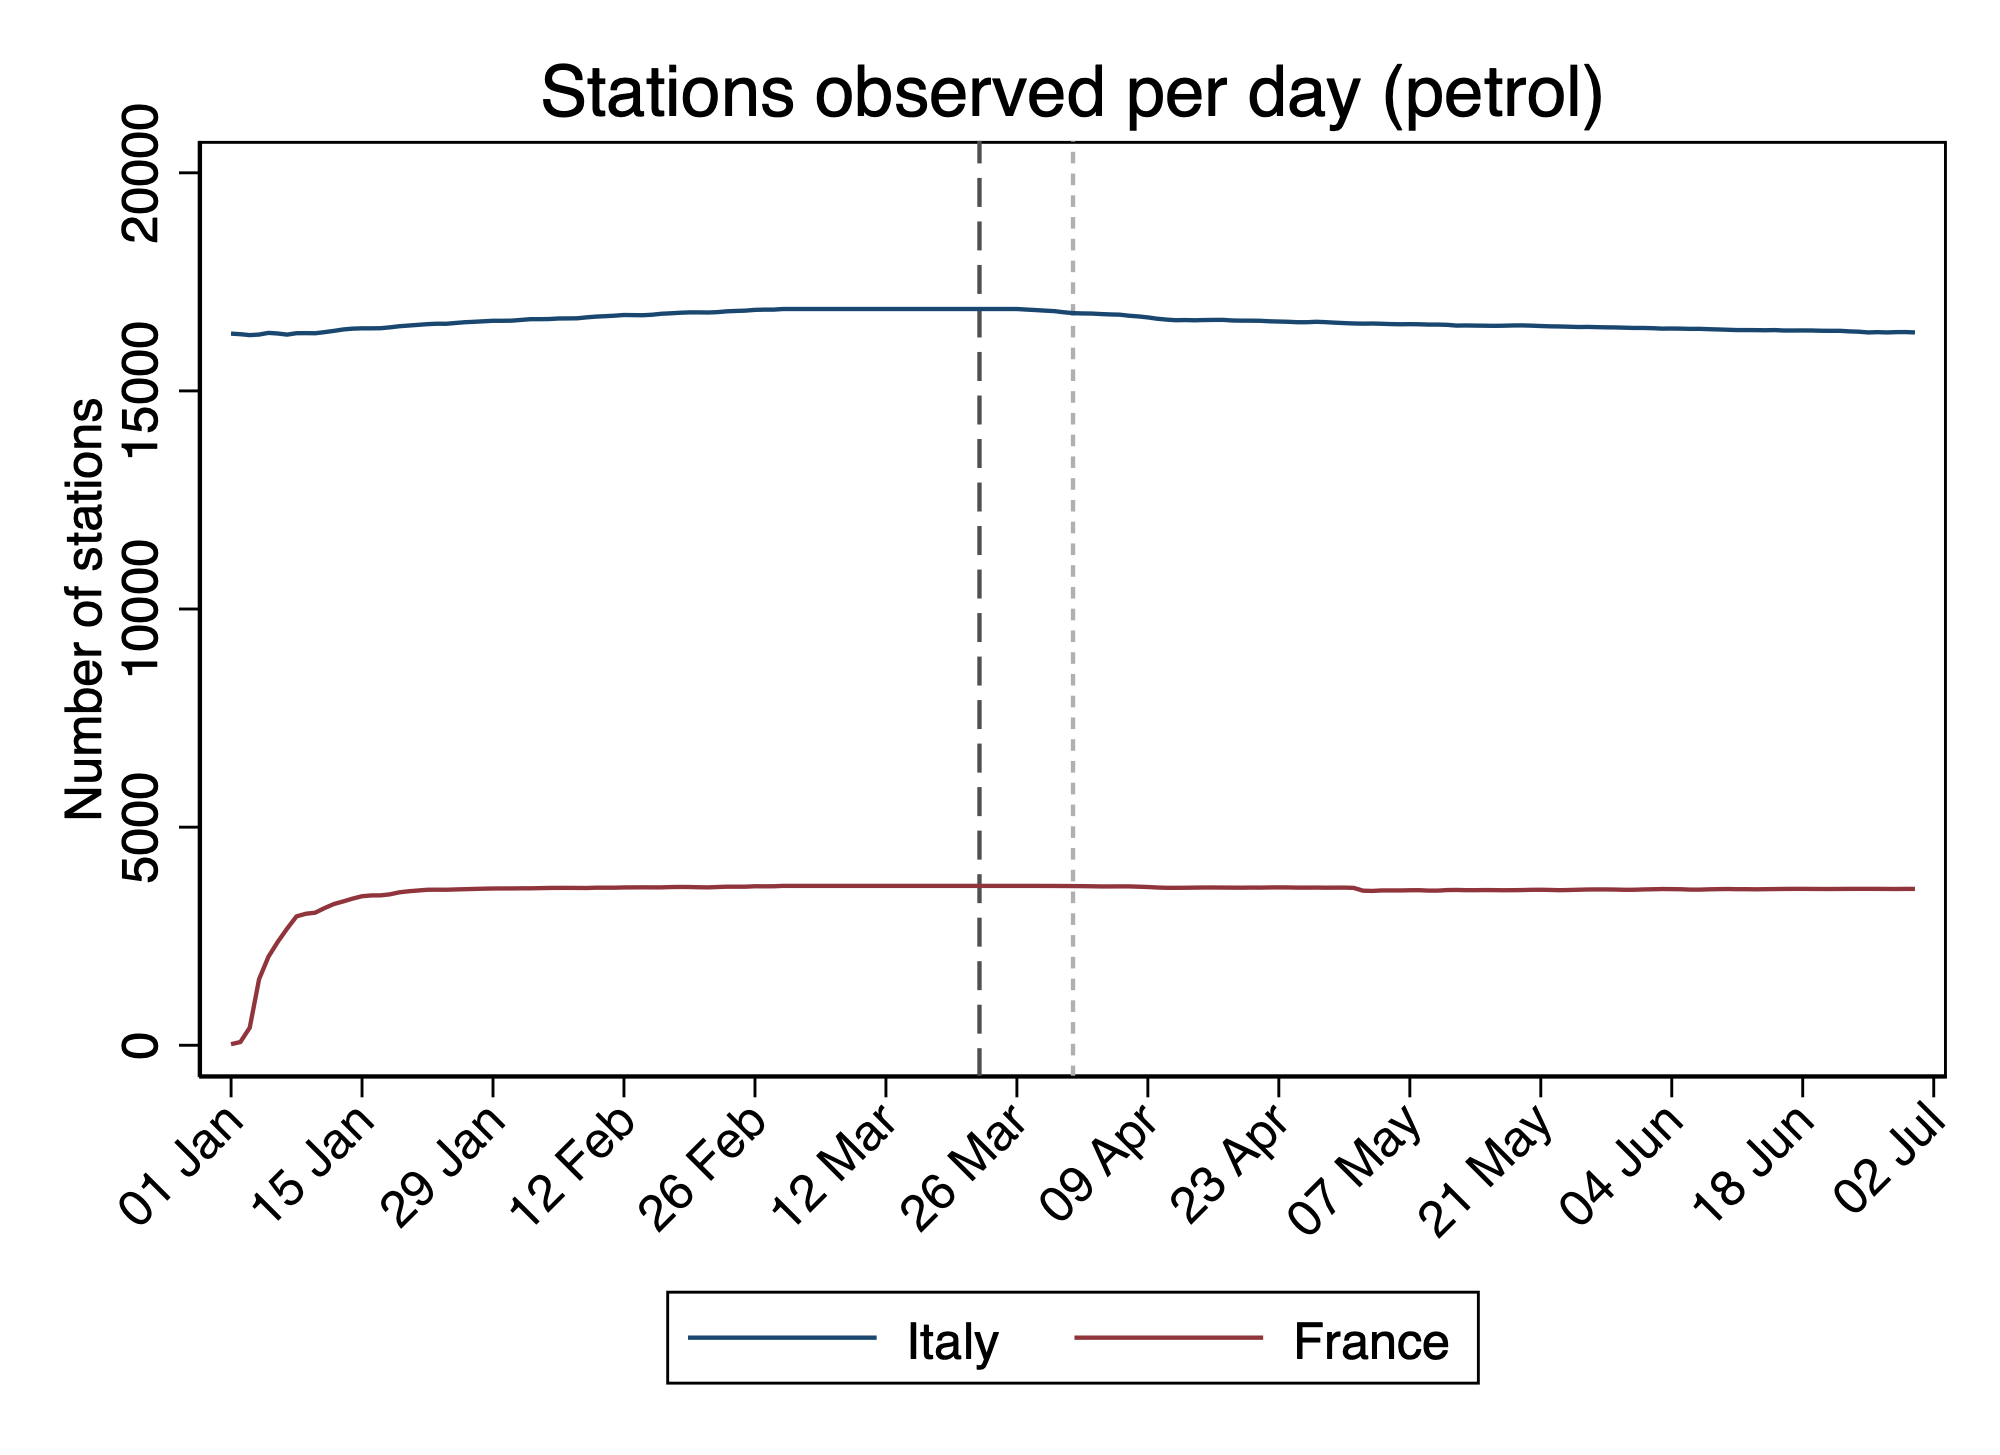 Stations observed per day (petrol)
Number of stations
20000
15000
10000
5000
0
01 Jan
15 Jan
29 Jan
12 Feb
26 Feb
12 Mar
26 Mar
09 Apr
23 Apr
07 May
21 May
04 Jun
18 Jun
02 Jul
Italy
France